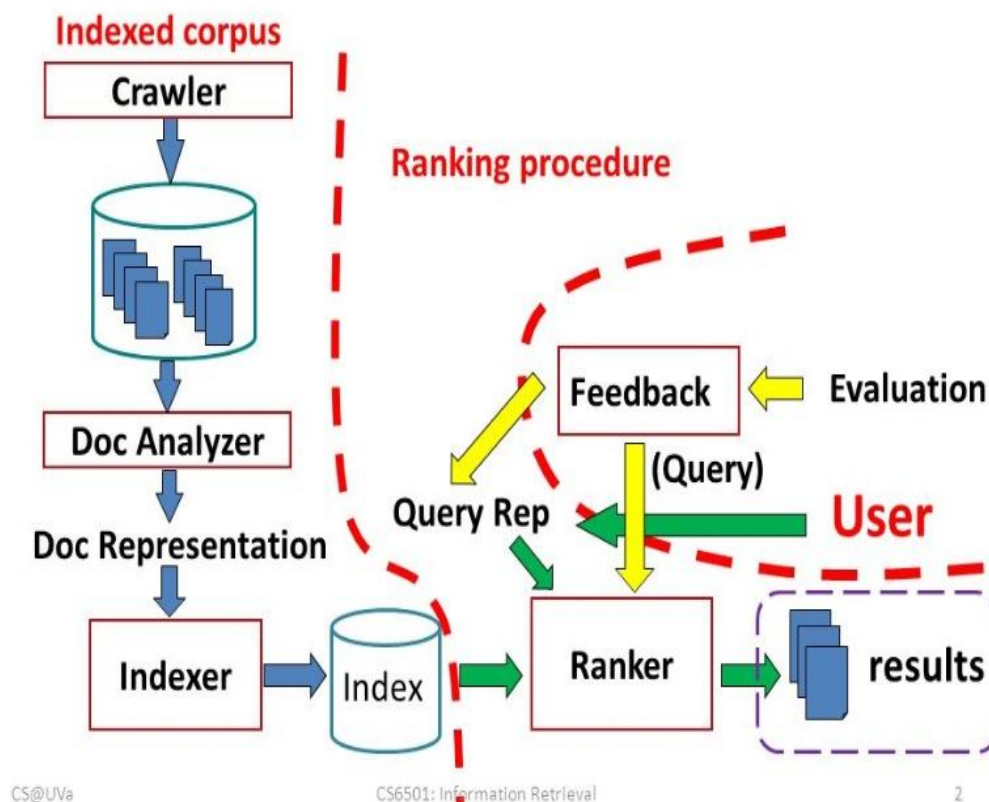 Indexed corpus
Crawler
Ranking procedure
Feedback
Evaluation
Doc Analyzer
(Query)
Query Rep
User
Doc Representation
Indexer
Index
Ranker
results
CS@UVa
CS6501: Information Retrieval
2